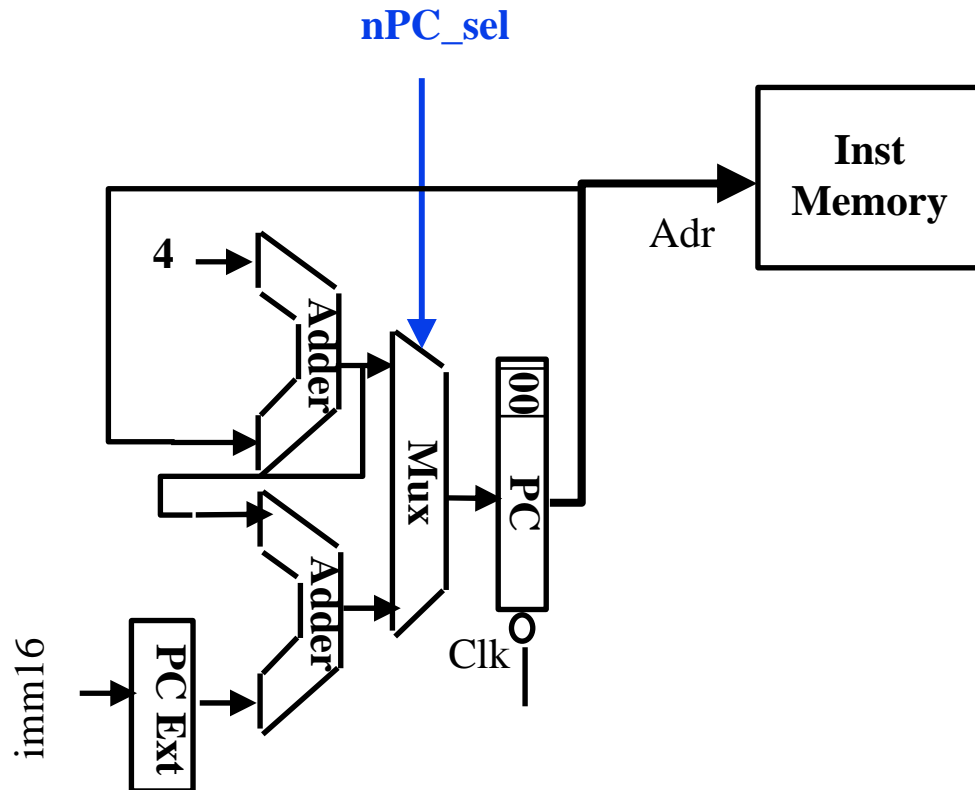 nPC_sel
Inst
Memory
Adr
4
Adder
00
Mux
PC
Adder
Clk
imm16
PC Ext